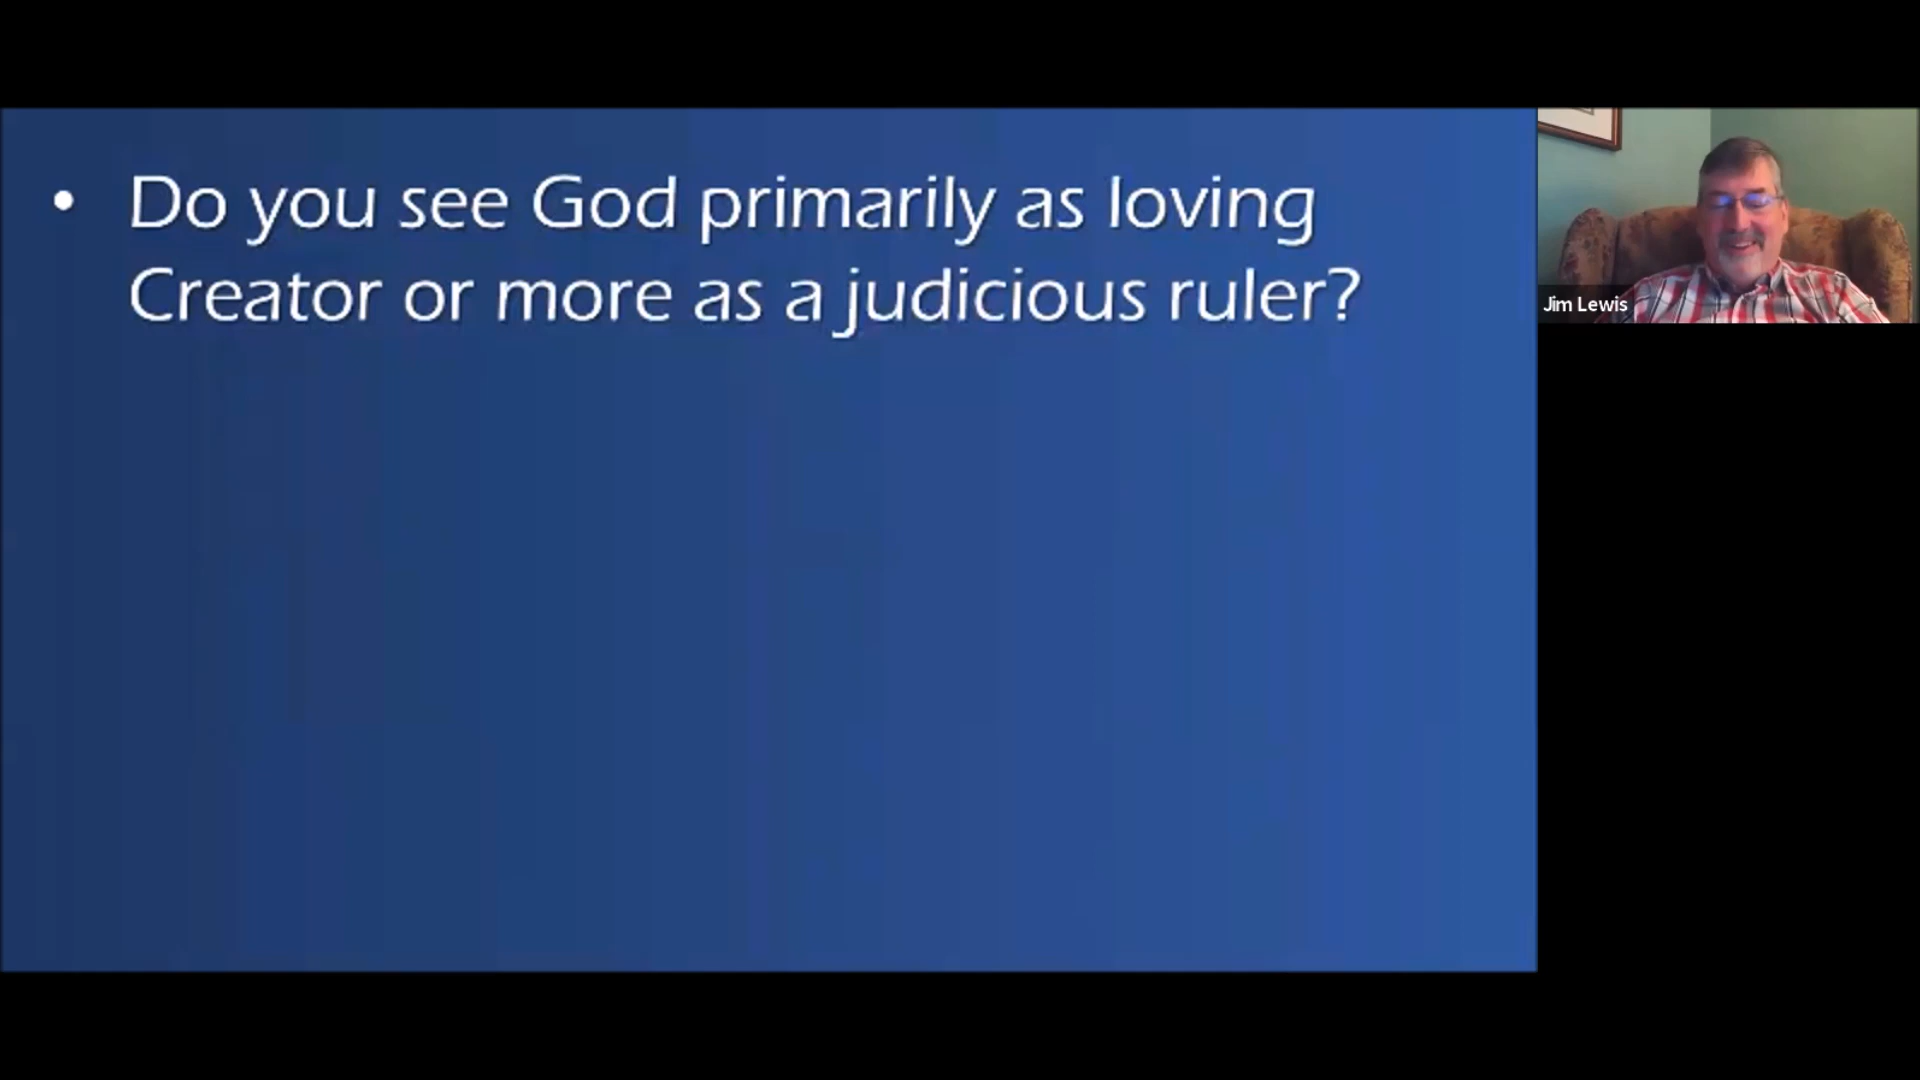 • Do you see God primarily as loving
Creator or more as a judicious ruler?
Jim Lewis